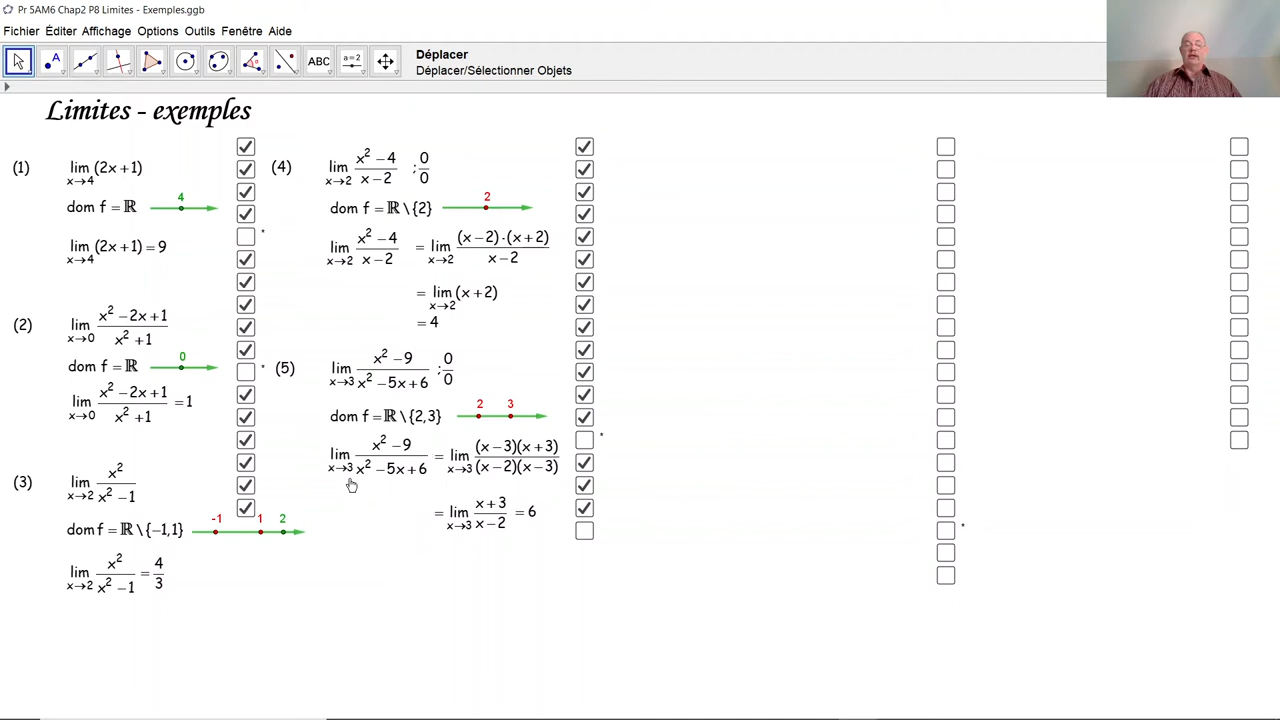 Pr 5AM6 Chap2 P8 Limites - Exemples.ggb
Fichier Éditer Affichage Options Outils Fenêtre Aide
A ABC a=2 Déplacer
Déplacer/Sélectionner Objets
Limites - exemples
(1) lim x→4 (2x+1)
dom f = ℝ 4
lim x→4 (2x+1) = 9
(2) lim x→0 (x² −2x+1)/(x² +1)
dom f = ℝ 0
lim x→0 (x² −2x+1)/(x² +1) = 1
(3) lim x→2 x²/(x² −1)
dom f = ℝ \ {−1,1} -1 1 2
lim x→2 x²/(x² −1) = 4/3
(4) lim x→2 (x² −4)/(x−2) ; 0/0
dom f = ℝ \ {2} 2
lim x→2 (x² −4)/(x−2) = lim x→2 ((x−2)·(x+2))/(x−2)
= lim x→2 (x+2)
= 4
(5) lim x→3 (x² −9)/(x² −5x+6) ; 0/0
dom f = ℝ \ {2,3} 2 3
lim x→3 (x² −9)/(x² −5x+6) = lim x→3 ((x−3)(x+3))/((x−2)(x−3))
= lim x→3 (x+3)/(x−2) = 6